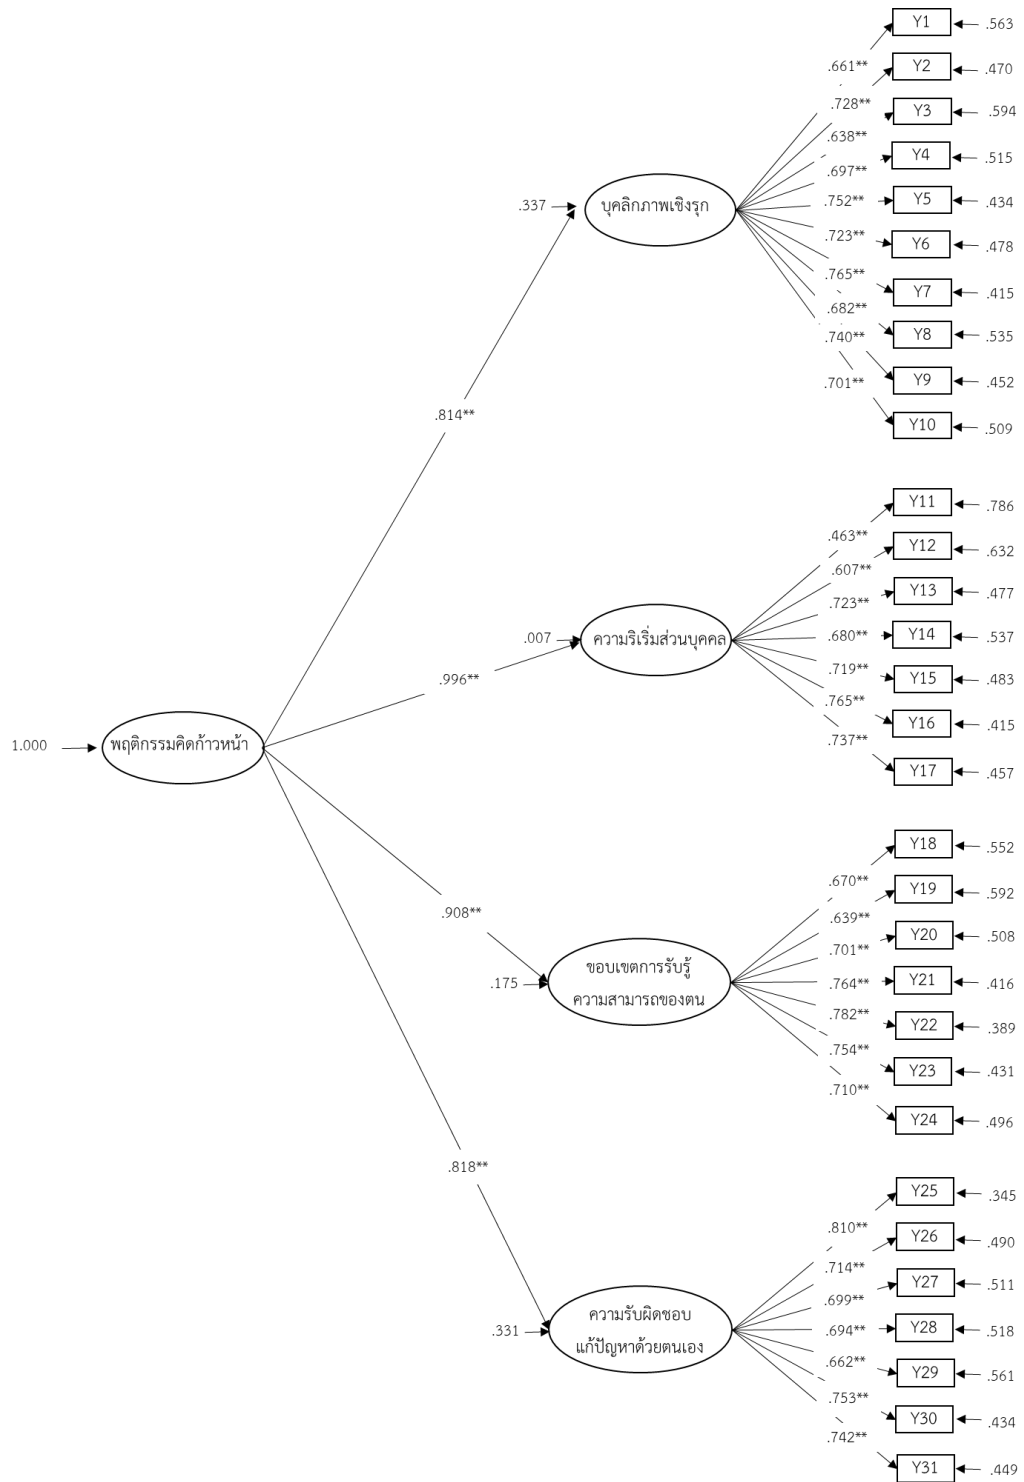 Y1
.563
.661**
Y2
.470
.728**
Y3
.594
.638**
Y4
.515
.697**
.337
บุคลิกภาพเชิงรุก
.752**
Y5
.434
.723**
Y6
.478
.765**
Y7
.415
.682**
Y8
.535
.740**
Y9
.452
.701**
Y10
.509
.814**
Y11
.786
.463**
Y12
.632
.607**
Y13
.477
.723**
.007
ความริเริ่มส่วนบุคคล
.680**
Y14
.537
.719**
Y15
.483
.996**
.765**
Y16
.415
.737**
Y17
.457
1.000
พฤติกรรมคิดก้าวหน้า
Y18
.552
.670**
Y19
.592
.908**
.639**
Y20
.508
.701**
.175
ขอบเขตการรับรู้
ความสามารถของตน
.764**
Y21
.416
.782**
Y22
.389
.754**
Y23
.431
.710**
Y24
.496
.818**
Y25
.345
.810**
Y26
.490
.714**
Y27
.511
.699**
.331
ความรับผิดชอบ
แก้ปัญหาด้วยตนเอง
.694**
Y28
.518
.662**
Y29
.561
.753**
Y30
.434
.742**
Y31
.449